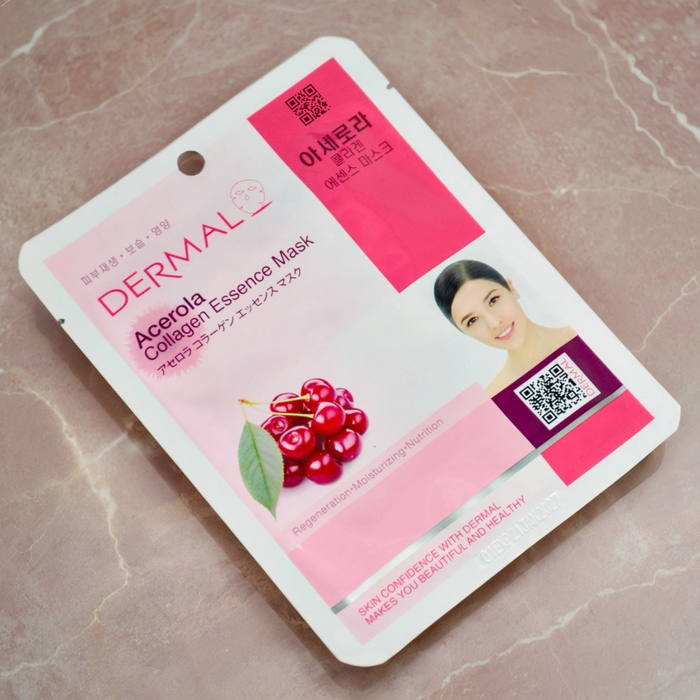 아세로라
콜라겐
에센스 마스크
피부재생 • 보습 • 영양
DERMAL
Acerola
Collagen Essence Mask
アセロラ コラーゲン エッセンス マスク
DERMAL
Regeneration•Moisturizing•Nutrition
SKIN CONFIDENCE WITH DERMAL
MAKES YOU BEAUTIFUL AND HEALTHY